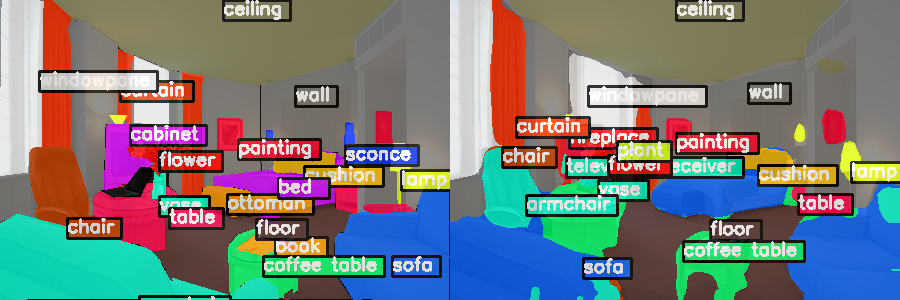 ceiling
windowpane
curtain
wall
cabinet
flower
painting
sconce
cushion
lamp
bed
vase
ottoman
table
chair
floor
book
coffee table
sofa
ceiling
windowpane
wall
curtain
fireplace
painting
plant
chair
flower
cushion
lamp
vase
armchair
table
floor
coffee table
sofa